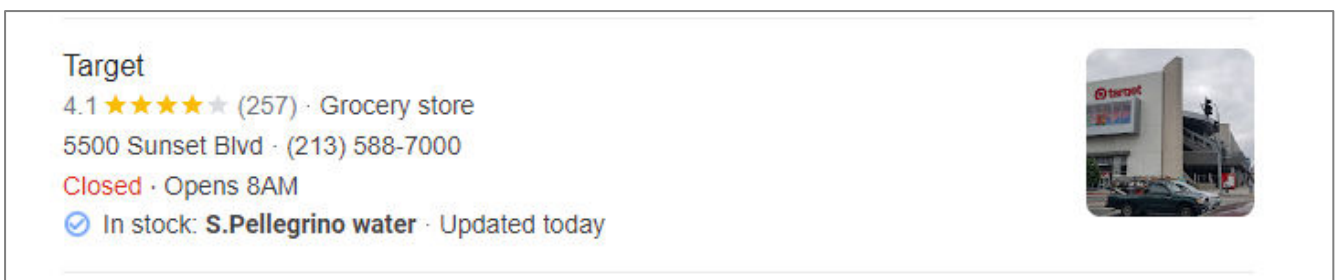 Target
4.1 ★★★★★ (257) · Grocery store
5500 Sunset Blvd · (213) 588-7000
Closed · Opens 8AM
In stock: S.Pellegrino water · Updated today
target